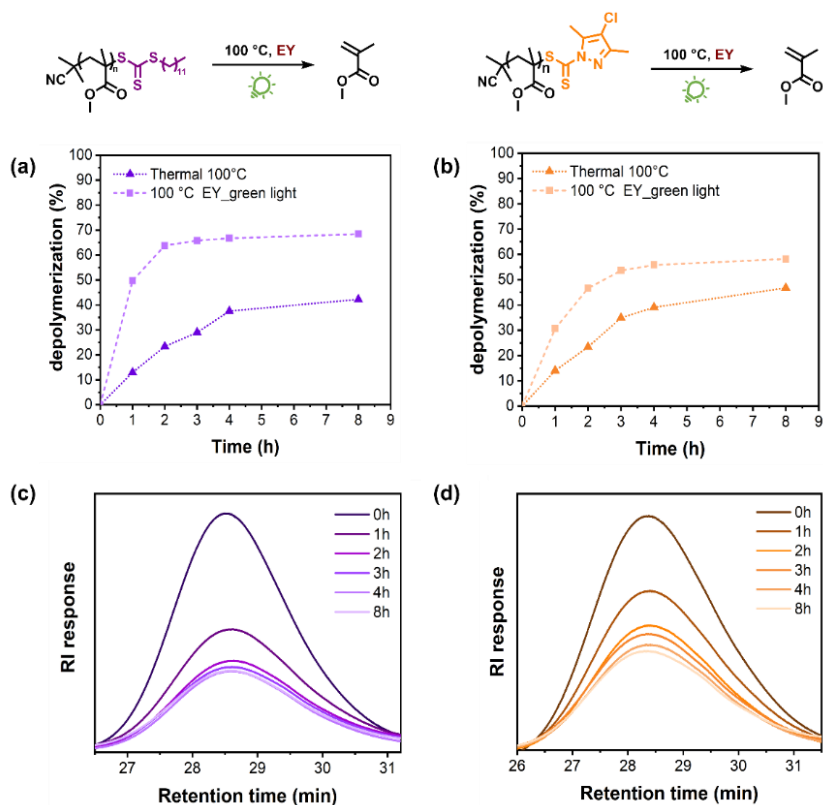 100 °C, EY
n
S
S
S
11
CN
O
O
100 °C, EY
O
O
Cl
n
S
N
N
S
CN
O
O
O
O
(a)
Thermal 100°C
100 °C EY_green light
depolymerization (%)
100
90
80
70
60
50
40
30
20
10
0
0 1 2 3 4 5 6 7 8 9
Time (h)
(b)
Thermal 100°C
100 °C EY_green light
depolymerization (%)
100
90
80
70
60
50
40
30
20
10
0
0 1 2 3 4 5 6 7 8 9
Time (h)
(c)
0h
1h
2h
3h
4h
8h
RI response
27 28 29 30 31
Retention time (min)
(d)
0h
1h
2h
3h
4h
8h
RI response
26 27 28 29 30 31
Retention time (min)